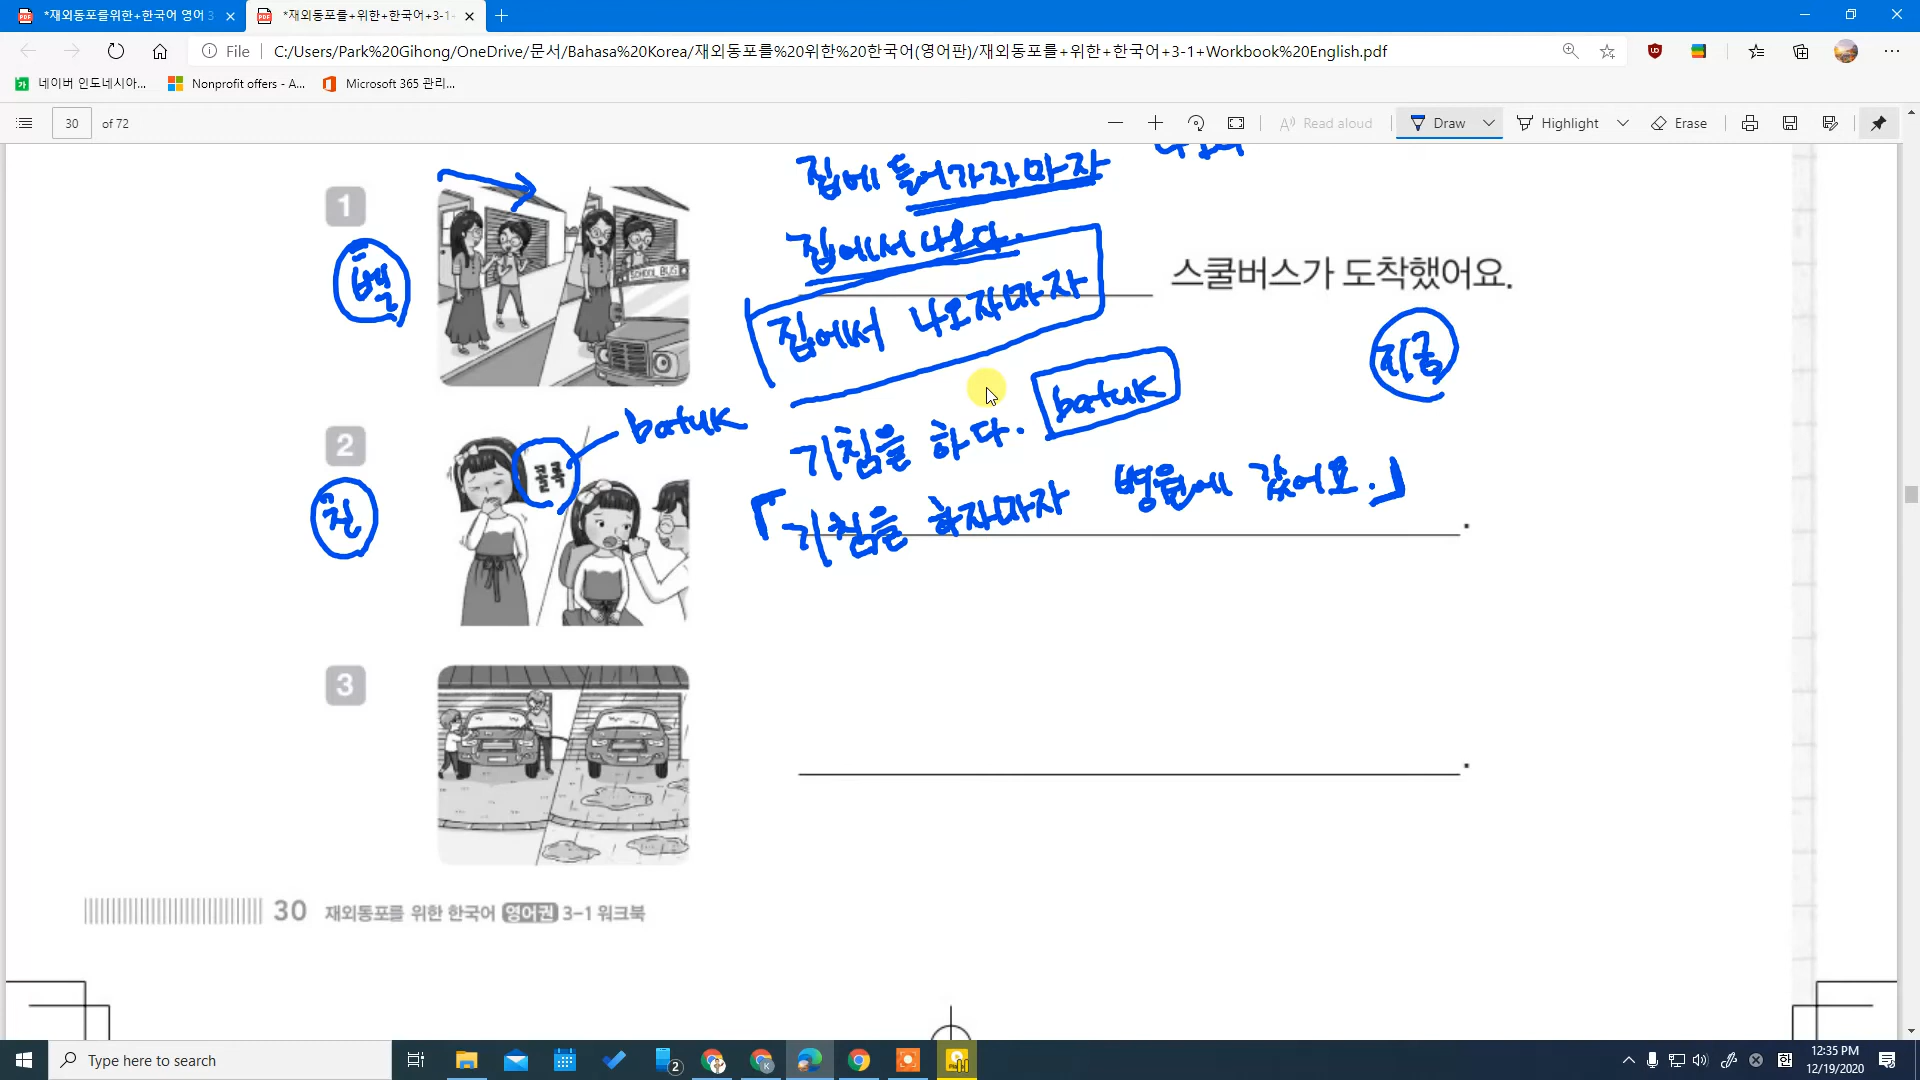 *재외동포를위한+한국어 영어 3
*재외동포를+위한+한국어+3-1-
File
C:/Users/Park%20Gihong/OneDrive/문서/Bahasa%20Korea/재외동포를%20위한%20한국어(영어판)/재외동포를+위한+한국어+3-1+Workbook%20English.pdf
네이버 인도네시아...
Nonprofit offers - A...
Microsoft 365 관리...
30 of 72
Read aloud
Draw
Highlight
Erase
집에 들어가자마자
1
집에서 나오다.
SCHOOL BUS
스쿨버스가 도착했어요.
집에서 나오자마자
batuk
batuk
2
기침을 하다.
콜록
기침을 하자마자 병원에 갔어요.
.
3
.
30 재외동포를 위한 한국어 영어권 3-1 워크북
Type here to search
2
12:35 PM
12/19/2020